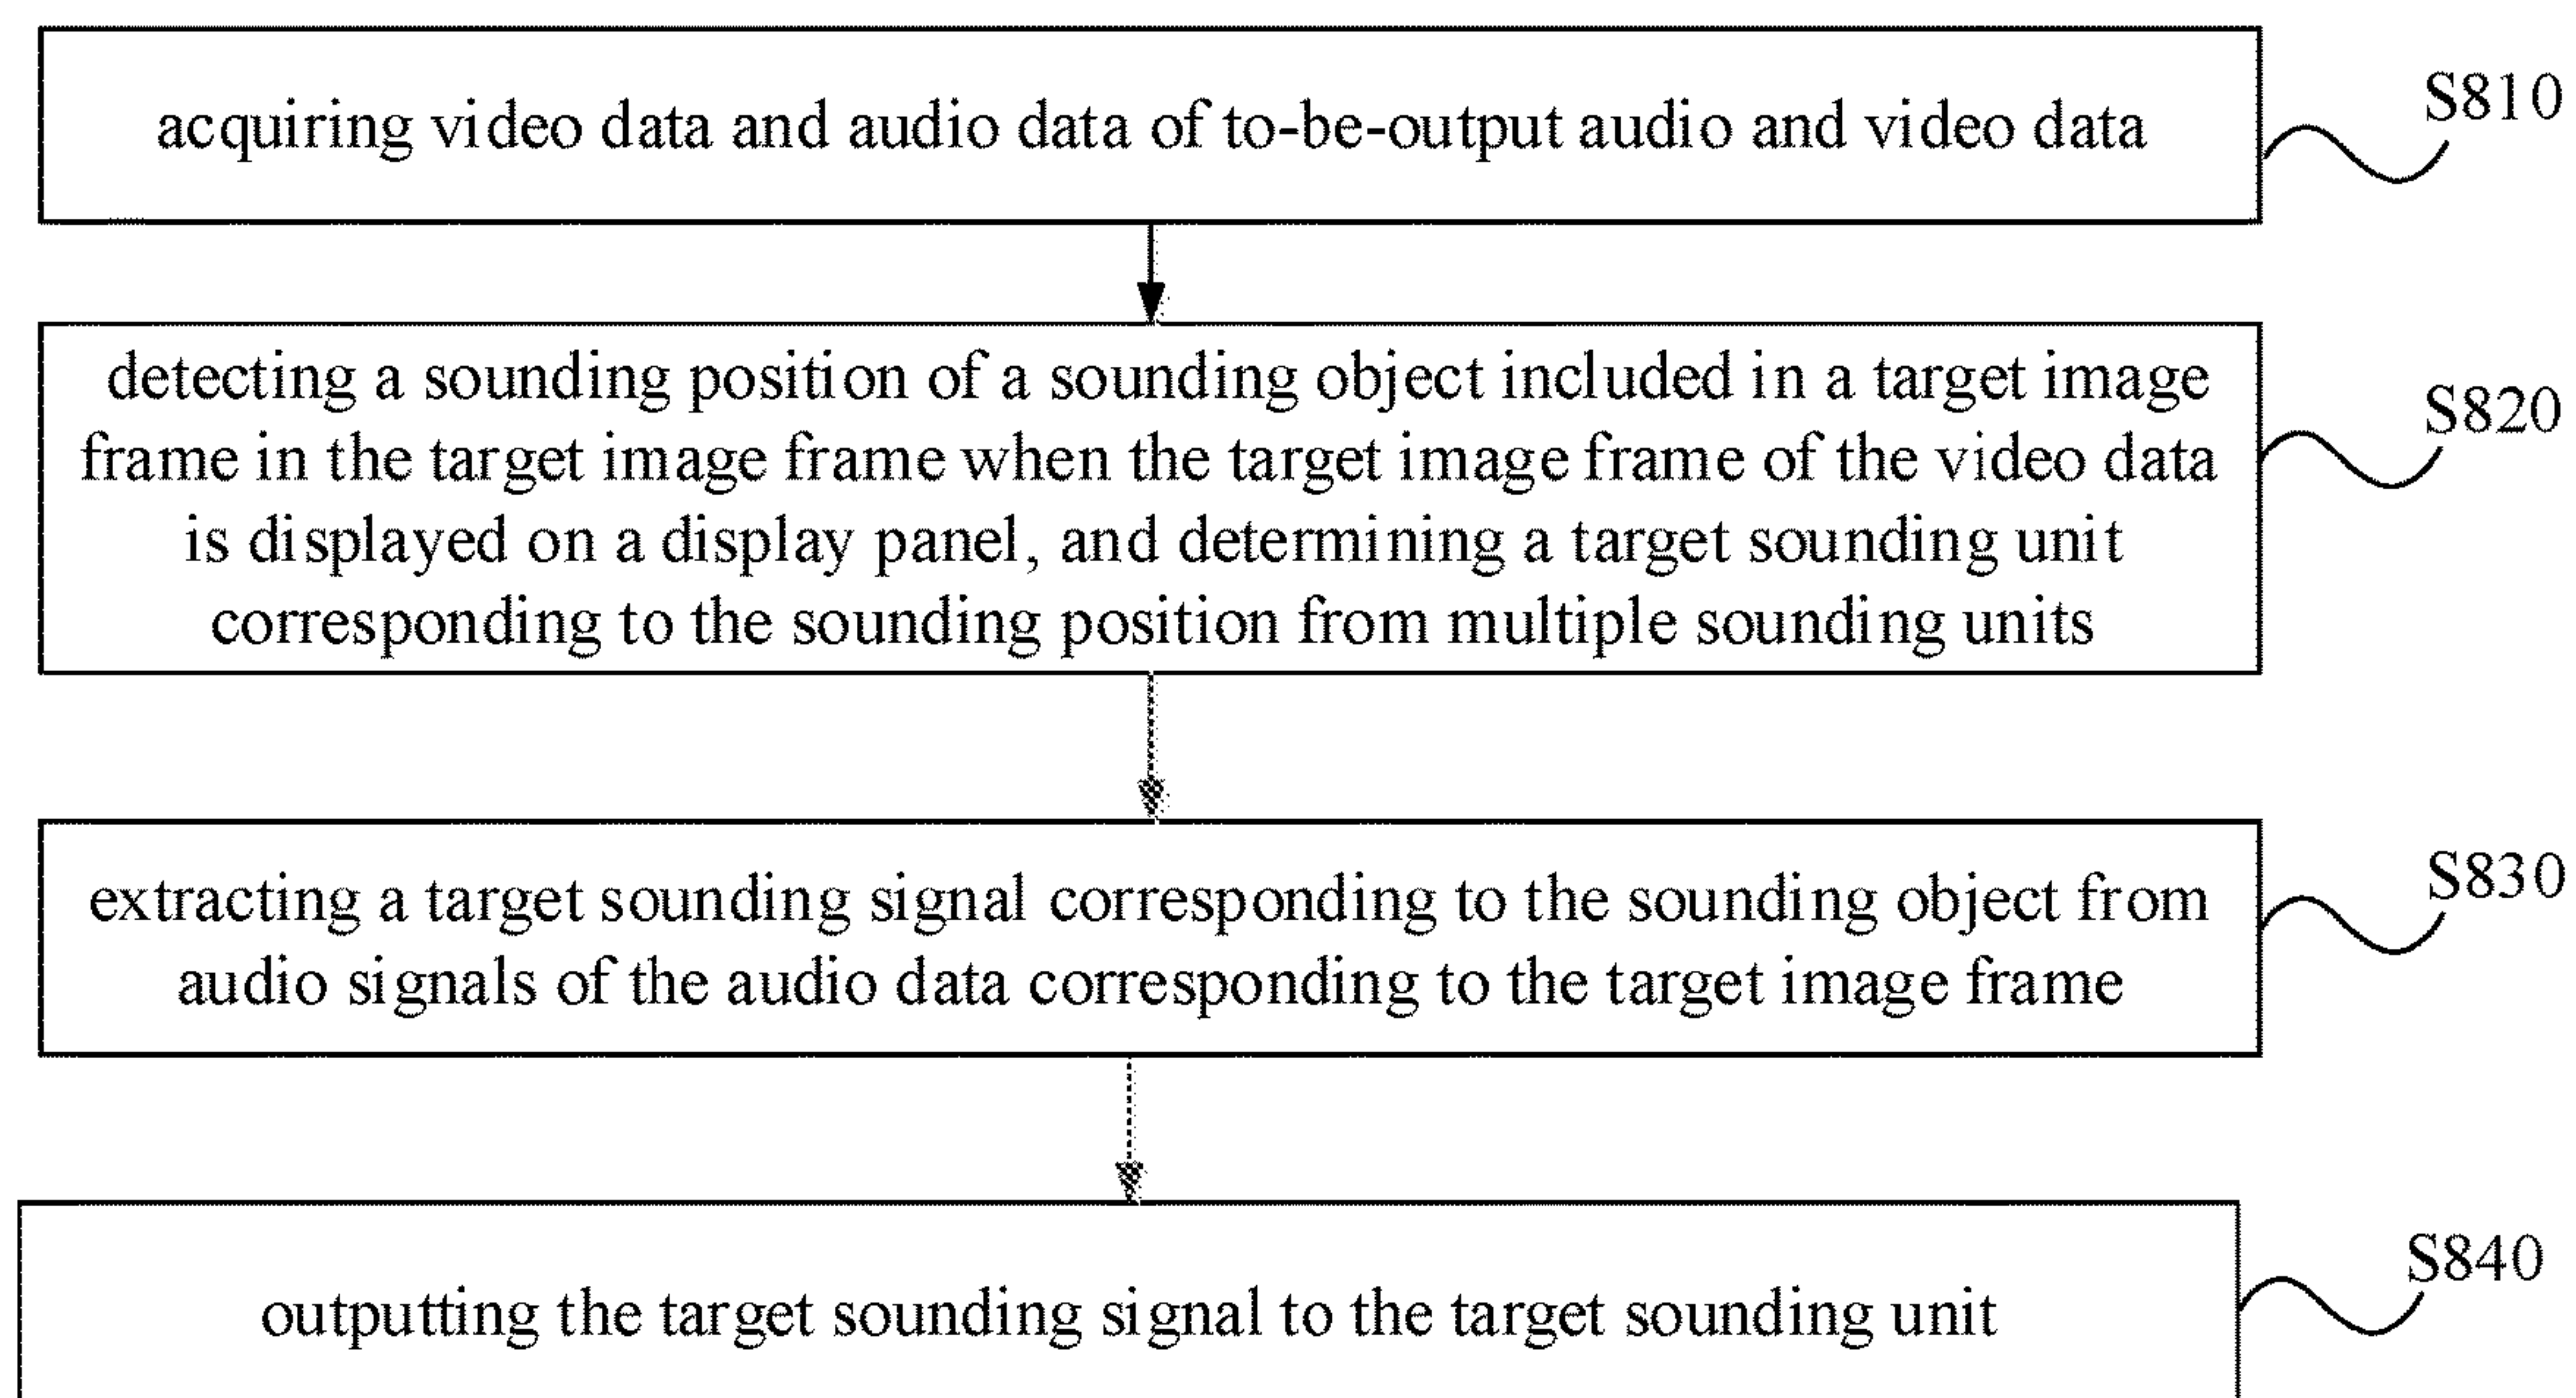 acquiring video data and audio data of to-be-output audio and video data
S810
detecting a sounding position of a sounding object included in a target image
frame in the target image frame when the target image frame of the video data
is displayed on a display panel, and determining a target sounding unit
corresponding to the sounding position from multiple sounding units
S820
extracting a target sounding signal corresponding to the sounding object from
audio signals of the audio data corresponding to the target image frame
S830
outputting the target sounding signal to the target sounding unit
S840